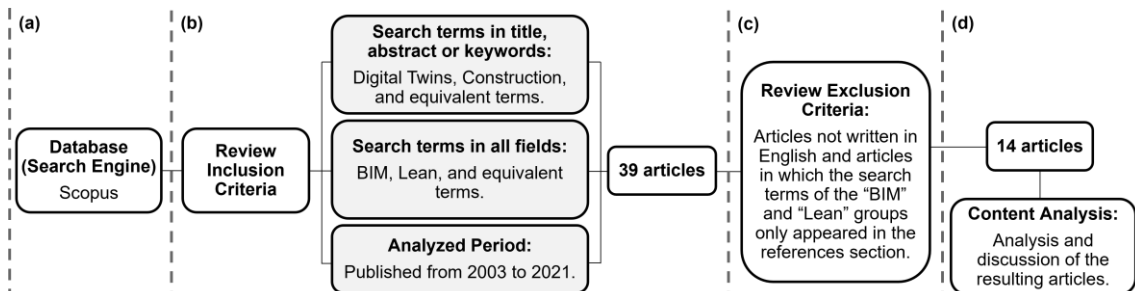 (a)
Database
(Search Engine)
Scopus
(b)
Review
Inclusion
Criteria
Search terms in title,
abstract or keywords:
Digital Twins, Construction,
and equivalent terms.
Search terms in all fields:
BIM, Lean, and equivalent
terms.
Analyzed Period:
Published from 2003 to 2021.
39 articles
(c)
Review Exclusion
Criteria:
Articles not written in
English and articles
in which the search
terms of the “BIM”
and “Lean” groups
only appeared in the
references section.
(d)
14 articles
Content Analysis:
Analysis and
discussion of the
resulting articles.